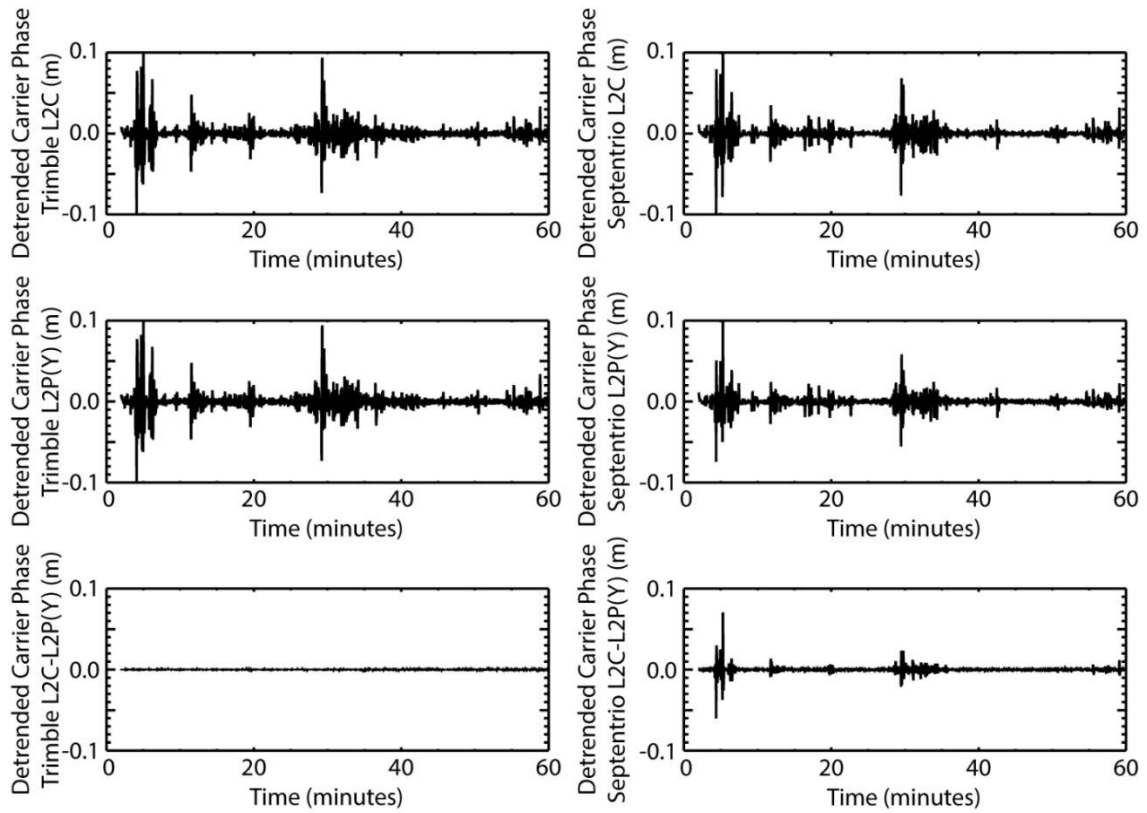 Detrended Carrier Phase
Trimble L2C (m)
0.1
0.0
-0.1
0
20
40
60
Time (minutes)
Detrended Carrier Phase
Septentrio L2C (m)
0.1
0.0
-0.1
0
20
40
60
Time (minutes)
Detrended Carrier Phase
Trimble L2P(Y) (m)
0.1
0.0
-0.1
0
20
40
60
Time (minutes)
Detrended Carrier Phase
Septentrio L2P(Y) (m)
0.1
0.0
-0.1
0
20
40
60
Time (minutes)
Detrended Carrier Phase
Trimble L2C-L2P(Y) (m)
0.1
0.0
-0.1
0
20
40
60
Time (minutes)
Detrended Carrier Phase
Septentrio L2C-L2P(Y) (m)
0.1
0.0
-0.1
0
20
40
60
Time (minutes)